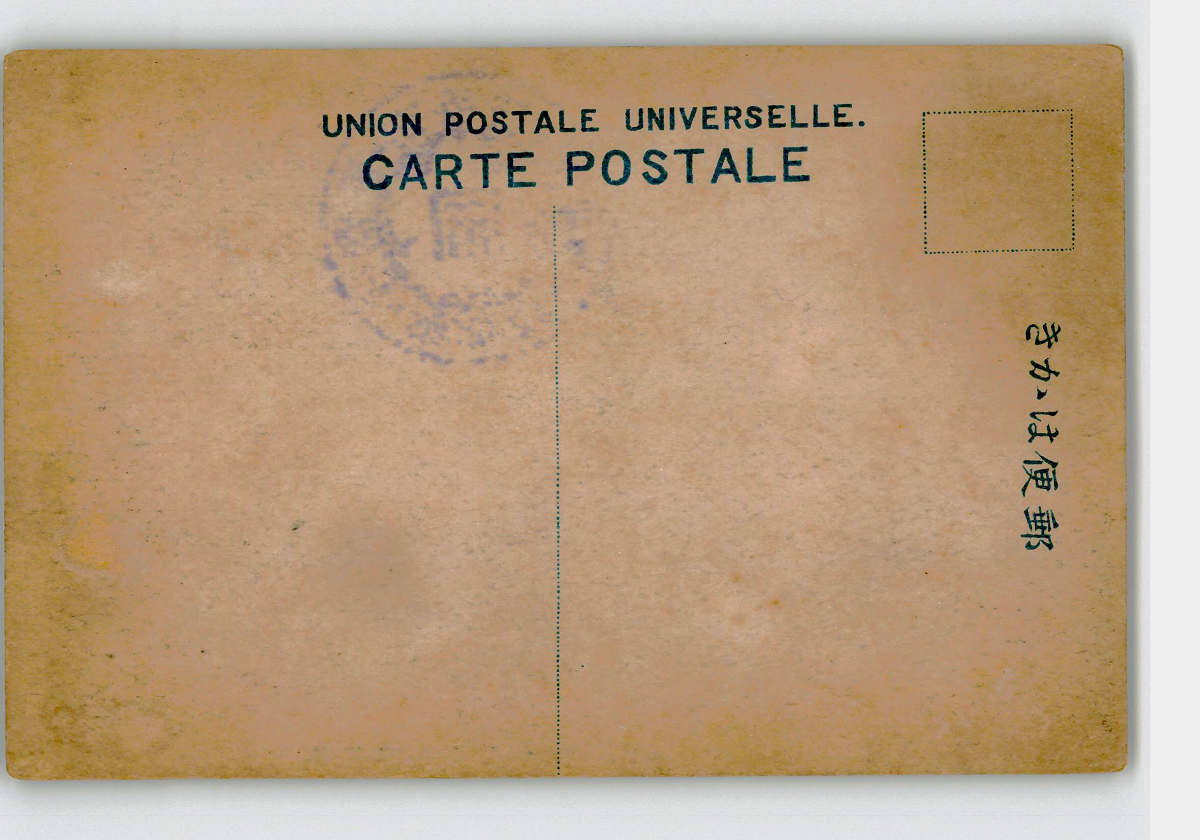 UNION POSTALE UNIVERSELLE.
CARTE POSTALE
郵便はがき